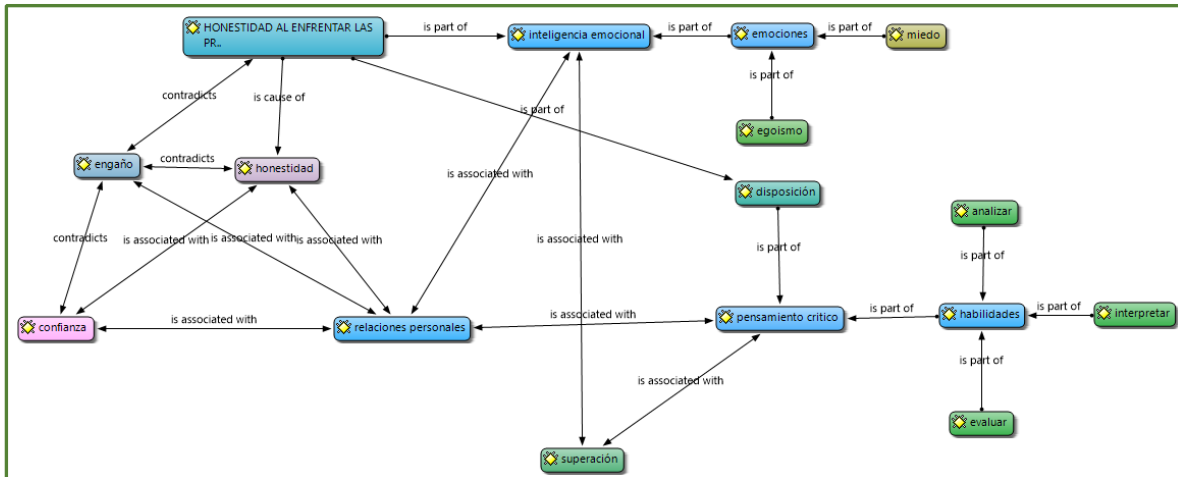 HONESTIDAD AL ENFRENTAR LAS
PR..
is part of
inteligencia emocional
is part of
emociones
is part of
miedo
contradicts
is cause of
is part of
is part of
egoismo
engaño
contradicts
honestidad
is associated with
disposición
analizar
contradicts
is associated with
is associated with
is associated with
is associated with
is part of
is part of
confianza
is associated with
relaciones personales
is associated with
pensamiento critico
is part of
habilidades
is part of
interpretar
is associated with
is part of
evaluar
superación